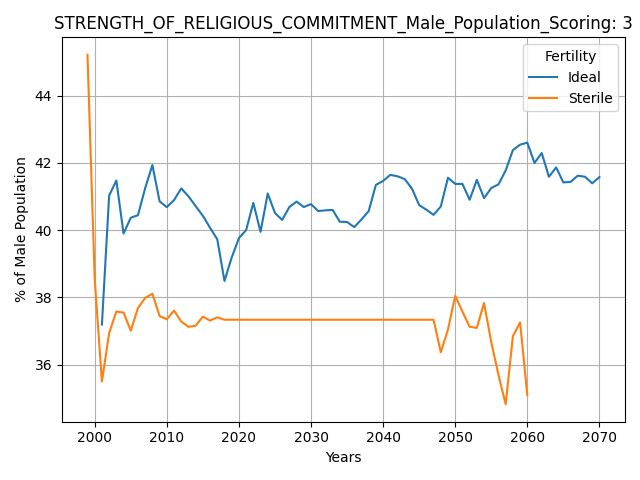 STRENGTH_OF_RELIGIOUS_COMMITMENT_Male_Population_Scoring: 3
Fertility
Ideal
Sterile
% of Male Population
44
42
40
38
36
2000 2010 2020 2030 2040 2050 2060 2070
Years